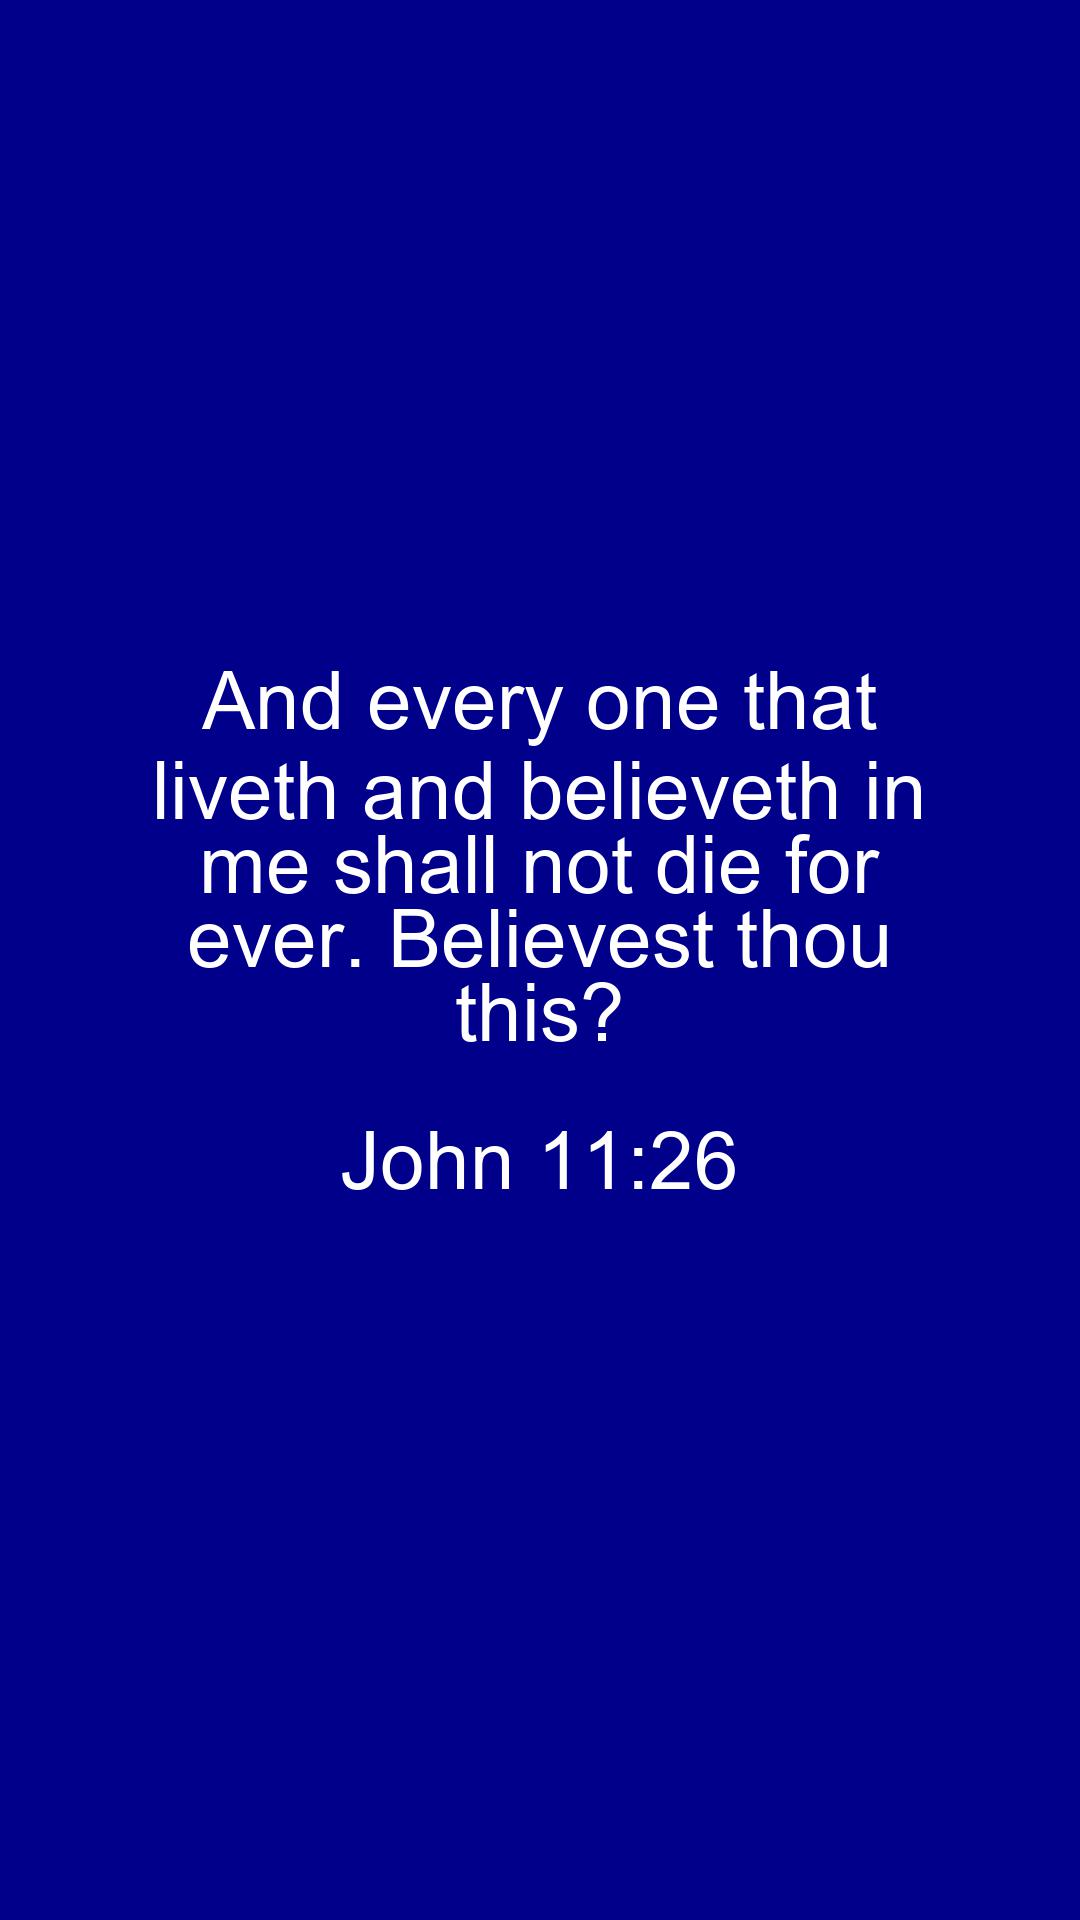 And every one that
liveth and believeth in
me shall not die for
ever. Believest thou
this?
John 11:26